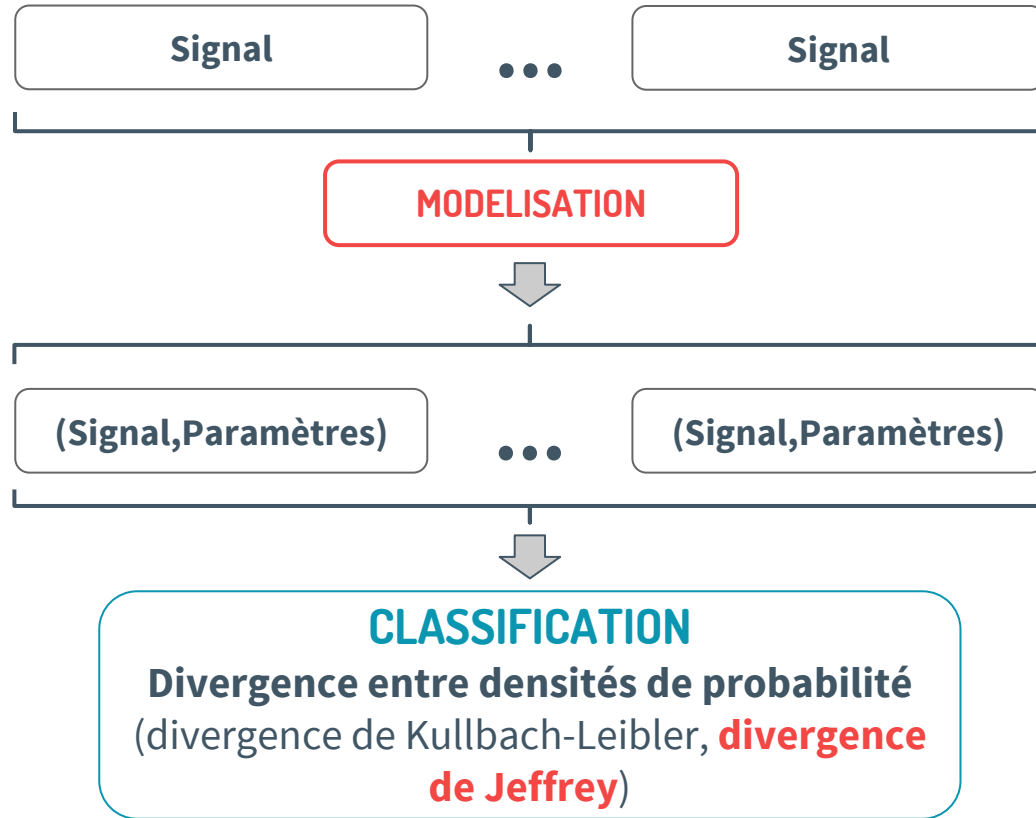 Signal ... Signal
MODELISATION
(Signal,Paramètres) ... (Signal,Paramètres)
CLASSIFICATION
Divergence entre densités de probabilité
(divergence de Kullbach-Leibler, divergence
de Jeffrey)